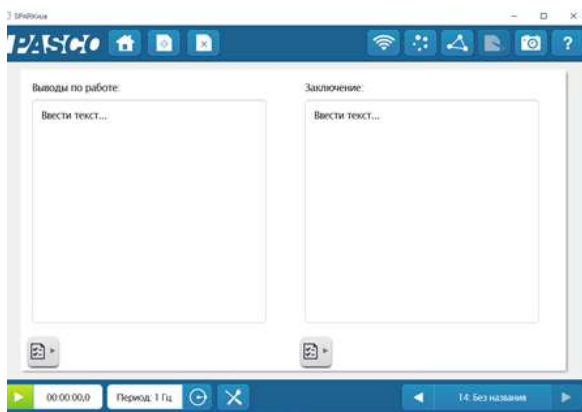 SPARKvue
PASCO
?
Выводы по работе:
Заключение:
Ввести текст...
Ввести текст...
00:00:00,0
Период: 1 Гц
14: Без названия